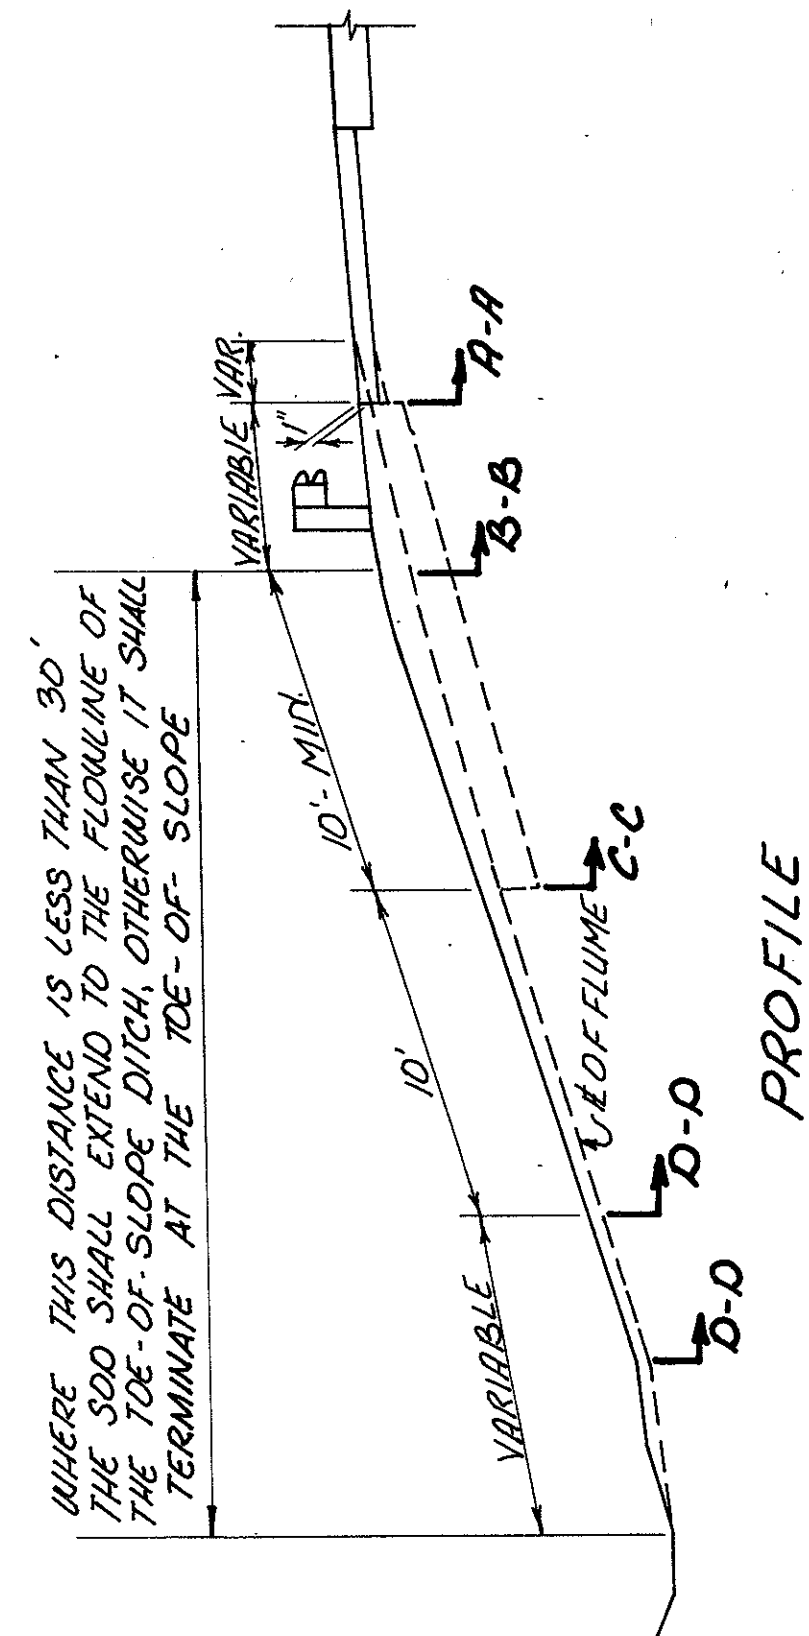 WHERE THIS DISTANCE IS LESS THAN 30'
THE SOD SHALL EXTEND TO THE FLOWLINE OF
THE TOE-OF-SLOPE DITCH, OTHERWISE IT SHALL
TERMINATE AT THE TOE-OF-SLOPE
VARIABLE
VAR.
1"
10'-MIN.
10'
VARIABLE
A-A
B-B
C-C
D-D
D-D
℄ OF FLUME
PROFILE